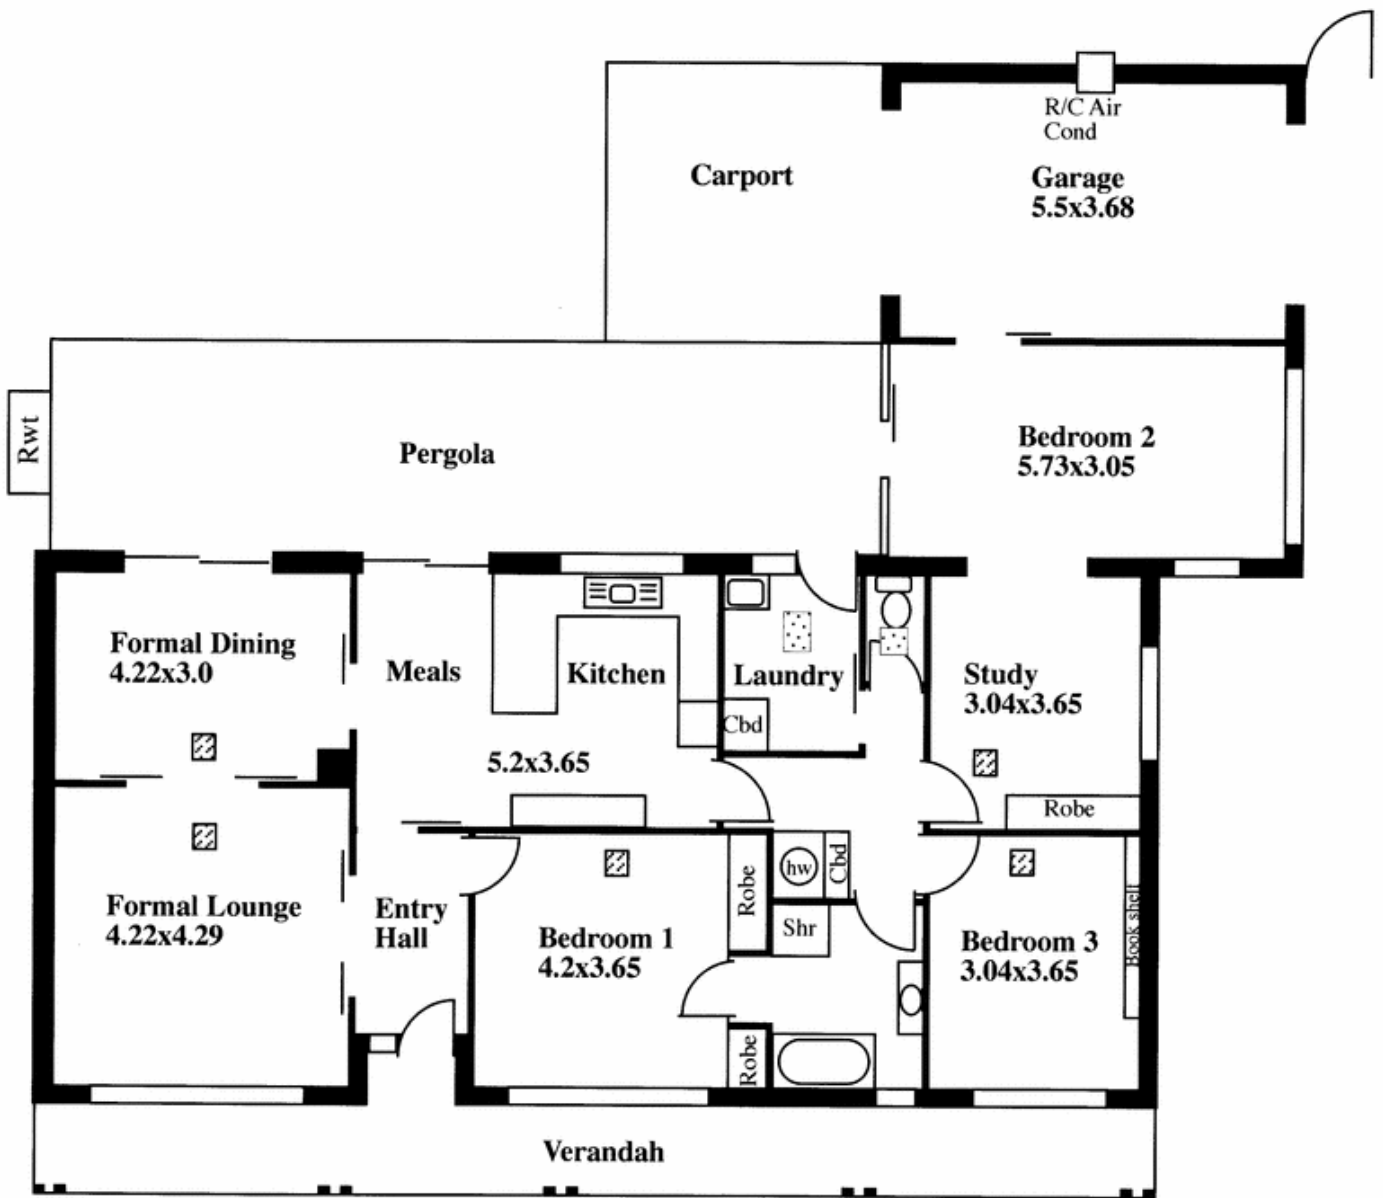 R/C Air
Cond
Carport
Garage
5.5x3.68
Rwt
Pergola
Bedroom 2
5.73x3.05
Formal Dining
4.22x3.0
Meals
Kitchen
Laundry
Study
3.04x3.65
Cbd
5.2x3.65
Robe
hw
Cbd
Robe
Formal Lounge
4.22x4.29
Entry
Hall
Bedroom 1
4.2x3.65
Shr
Bedroom 3
3.04x3.65
Book shelf
Robe
Verandah